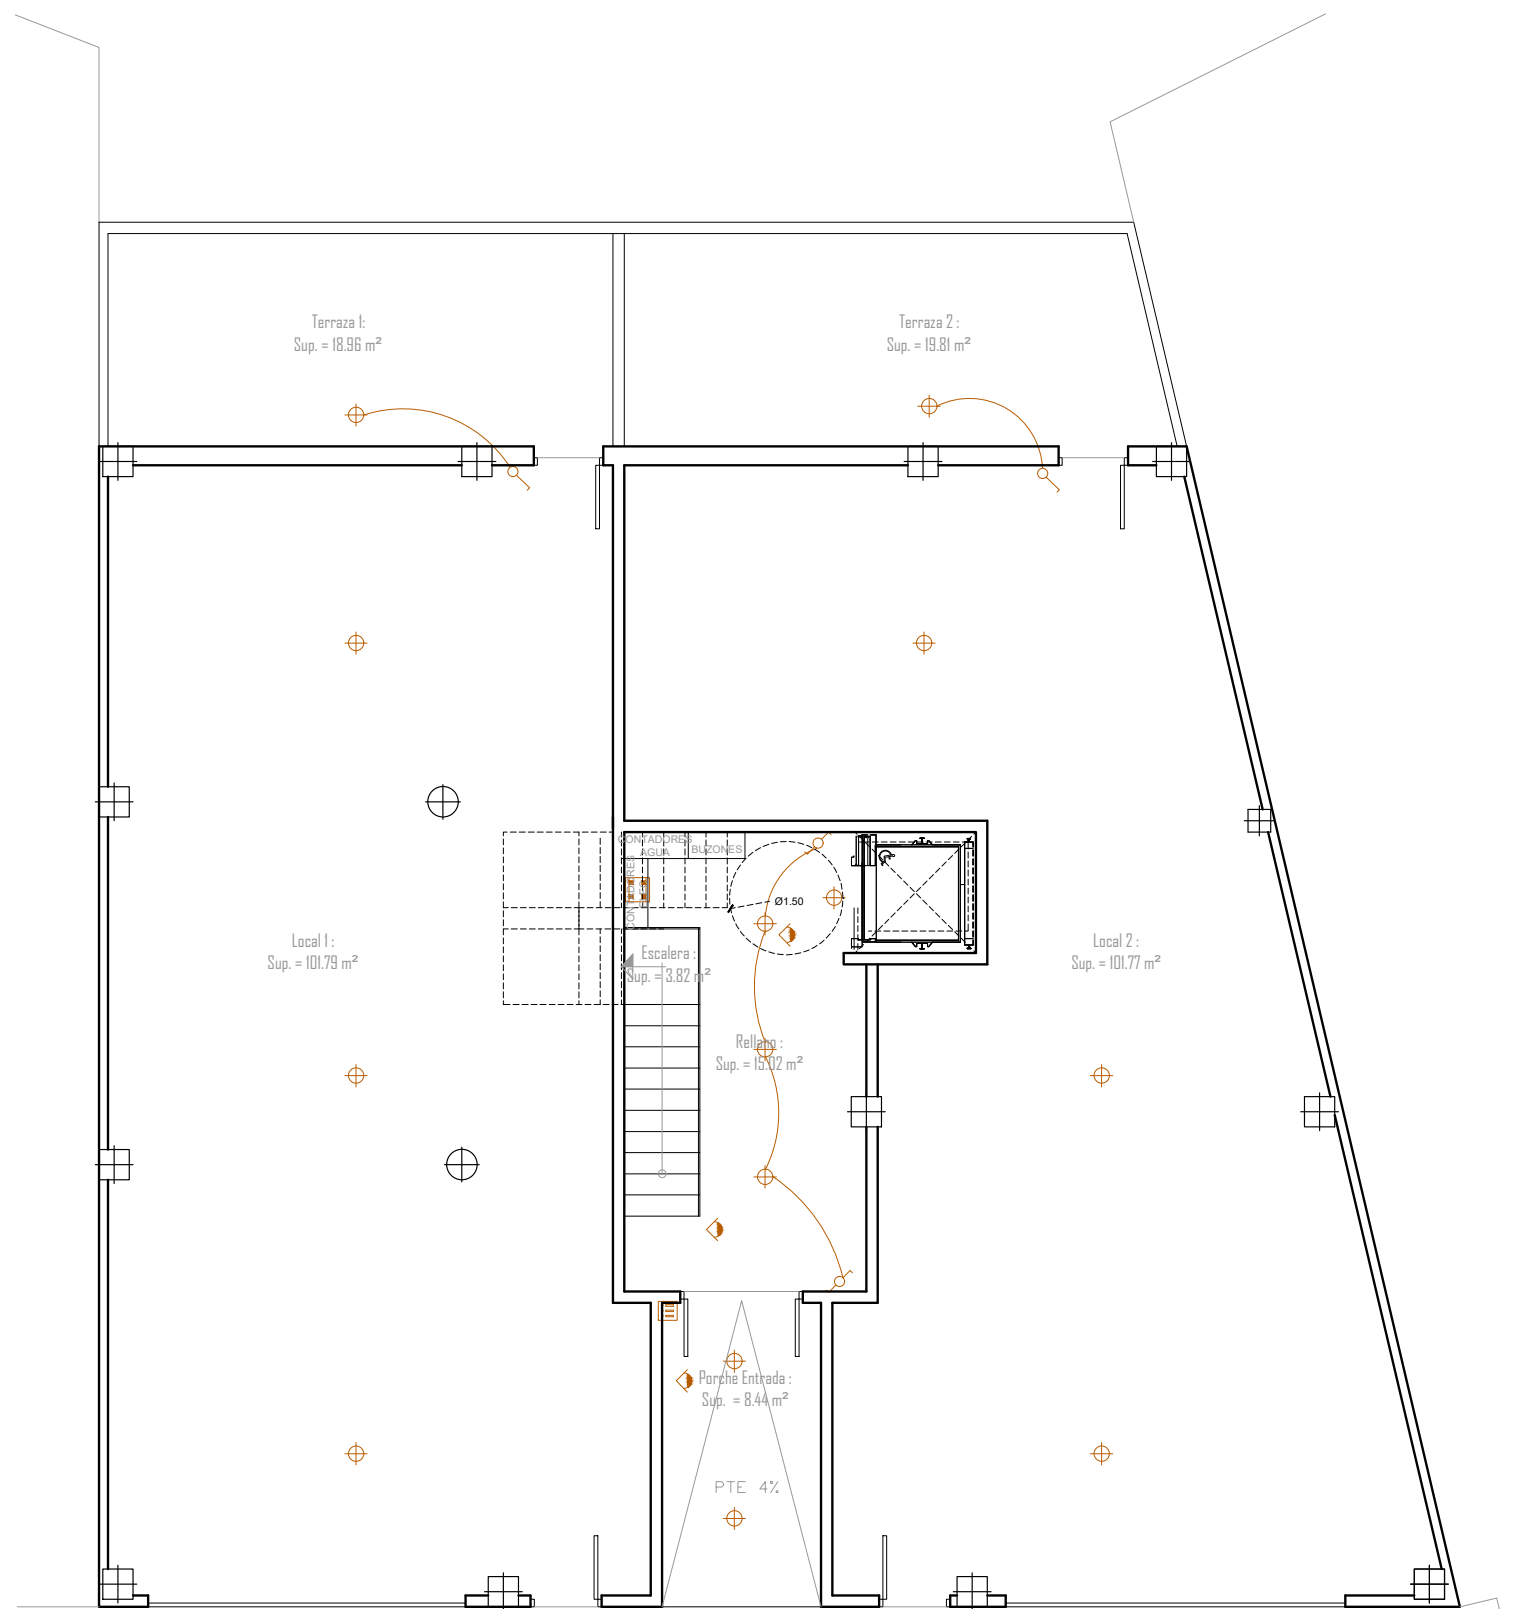 Terraza 1:
Sup. = 18.96 m²
Terraza 2 :
Sup. = 19.81 m²
CONTADORES
AGUA
BUZONES
CONTADORES
Ø1.50
Local 1 :
Sup. = 101.79 m²
Escalera :
Sup. = 3.82 m²
Local 2 :
Sup. = 101.77 m²
Rellano :
Sup. = 15.02 m²
Porche Entrada :
Sup. = 8.44 m²
PTE 4%